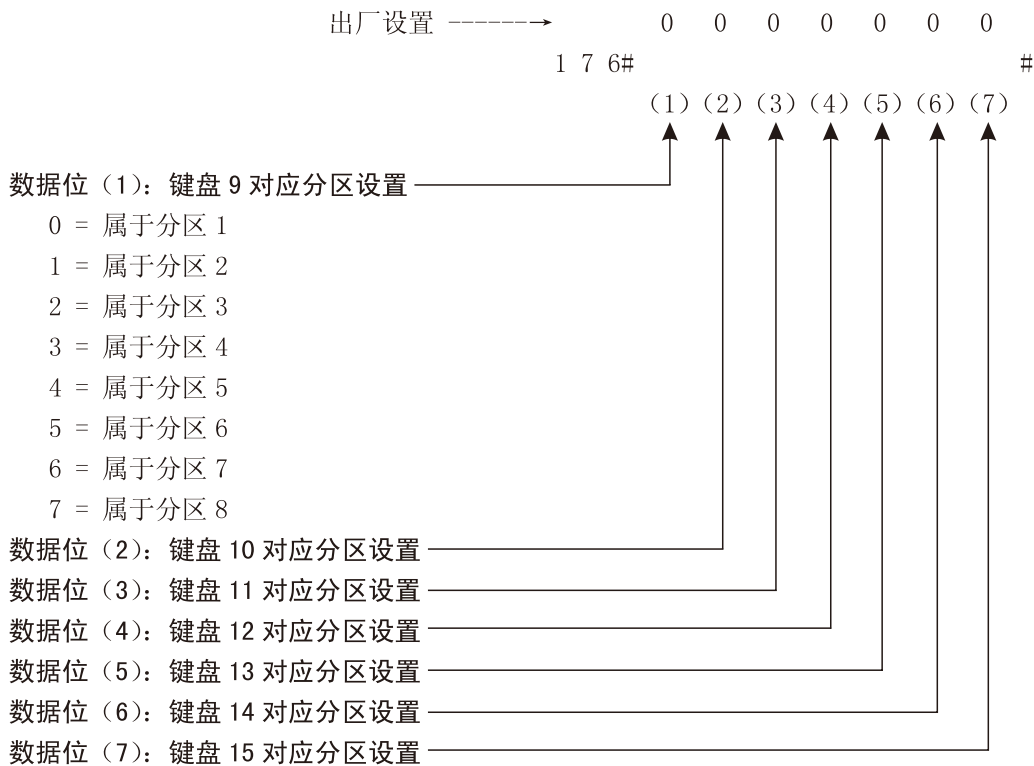 出厂设置 ------→ 0 0 0 0 0 0 0
1 7 6# #
(1) (2) (3) (4) (5) (6) (7)
数据位（1）：键盘 9 对应分区设置
0 = 属于分区 1
1 = 属于分区 2
2 = 属于分区 3
3 = 属于分区 4
4 = 属于分区 5
5 = 属于分区 6
6 = 属于分区 7
7 = 属于分区 8
数据位（2）：键盘 10 对应分区设置
数据位（3）：键盘 11 对应分区设置
数据位（4）：键盘 12 对应分区设置
数据位（5）：键盘 13 对应分区设置
数据位（6）：键盘 14 对应分区设置
数据位（7）：键盘 15 对应分区设置